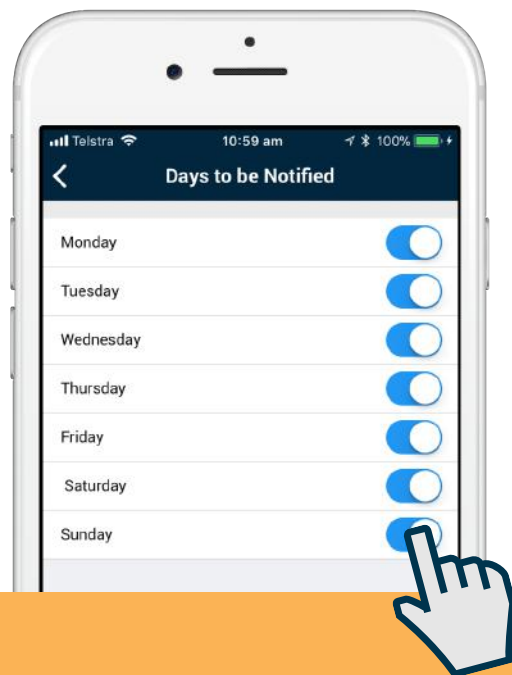 Telstra 10:59 am 100%
Days to be Notified
Monday
Tuesday
Wednesday
Thursday
Friday
Saturday
Sunday